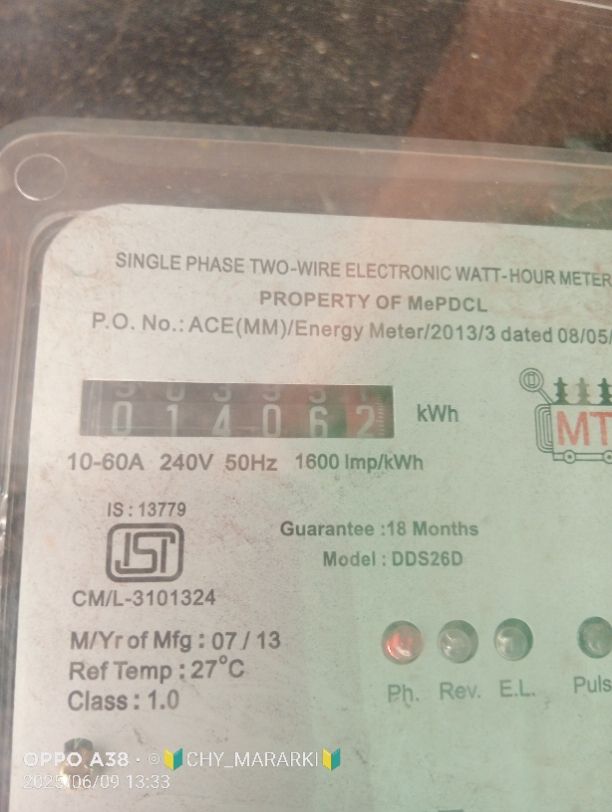 SINGLE PHASE TWO-WIRE ELECTRONIC WATT-HOUR METER
PROPERTY OF MePDCL
P.O. No.: ACE(MM)/Energy Meter/2013/3 dated 08/05/
014062 kWh
MT
10-60A 240V 50Hz 1600 Imp/kWh
IS : 13779
ISI
CM/L-3101324
Guarantee :18 Months
Model : DDS26D
M/Yr of Mfg : 07 / 13
Ref Temp : 27°C
Class : 1.0
Ph. Rev. E.L. Puls
OPPO A38 · © 🔰CHY_MARARKI🔰
2025/06/09 13:33